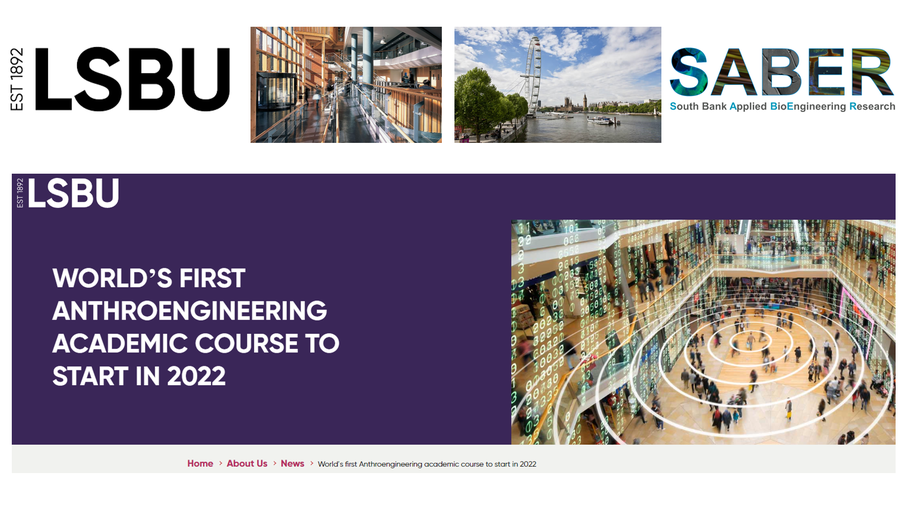 EST 1892
LSBU
SABER
South Bank Applied BioEngineering Research
EST 1892
LSBU
WORLD’S FIRST
ANTHROENGINEERING
ACADEMIC COURSE TO
START IN 2022
Home > About Us > News > World's first Anthroengineering academic course to start in 2022